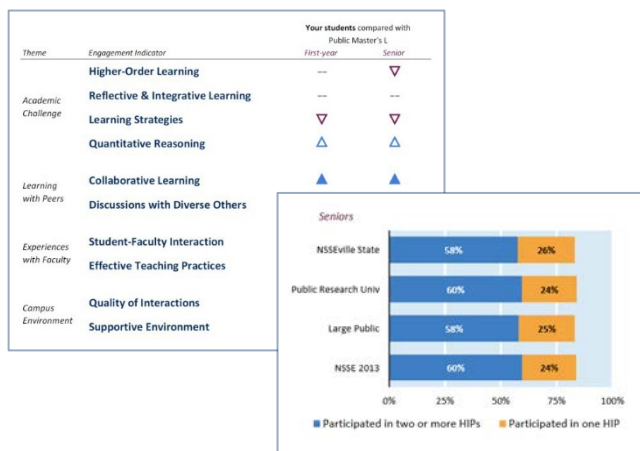 Your students compared with
Public Master's L
Theme Engagement Indicator First-year Senior
Higher-Order Learning --
Reflective & Integrative Learning -- --
Academic
Challenge
Learning Strategies
Quantitative Reasoning
Learning
with Peers
Collaborative Learning
Discussions with Diverse Others
Experiences
with Faculty
Student-Faculty Interaction
Effective Teaching Practices
Campus
Environment
Quality of Interactions
Supportive Environment
Seniors
NSSEville State 58% 26%
Public Research Univ 60% 24%
Large Public 58% 25%
NSSE 2013 60% 24%
0% 25% 50% 75% 100%
Participated in two or more HIPs Participated in one HIP